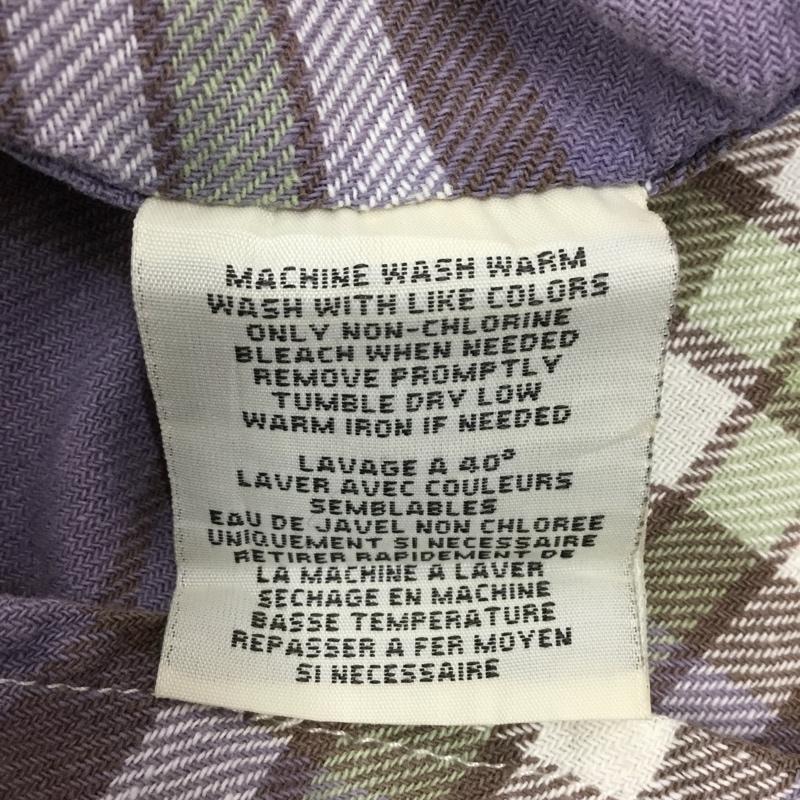 MACHINE WASH WARM
WASH WITH LIKE COLORS
ONLY NON-CHLORINE
BLEACH WHEN NEEDED
REMOVE PROMPTLY
TUMBLE DRY LOW
WARM IRON IF NEEDED
LAVAGE A 40°
LAVER AVEC COULEURS
SEMBLABLES
EAU DE JAVEL NON CHLOREE
UNIQUEMENT SI NECESSAIRE
RETIRER RAPIDEMENT DE
LA MACHINE A LAVER
SECHAGE EN MACHINE
BASSE TEMPERATURE
REPASSER A FER MOYEN
SI NECESSAIRE